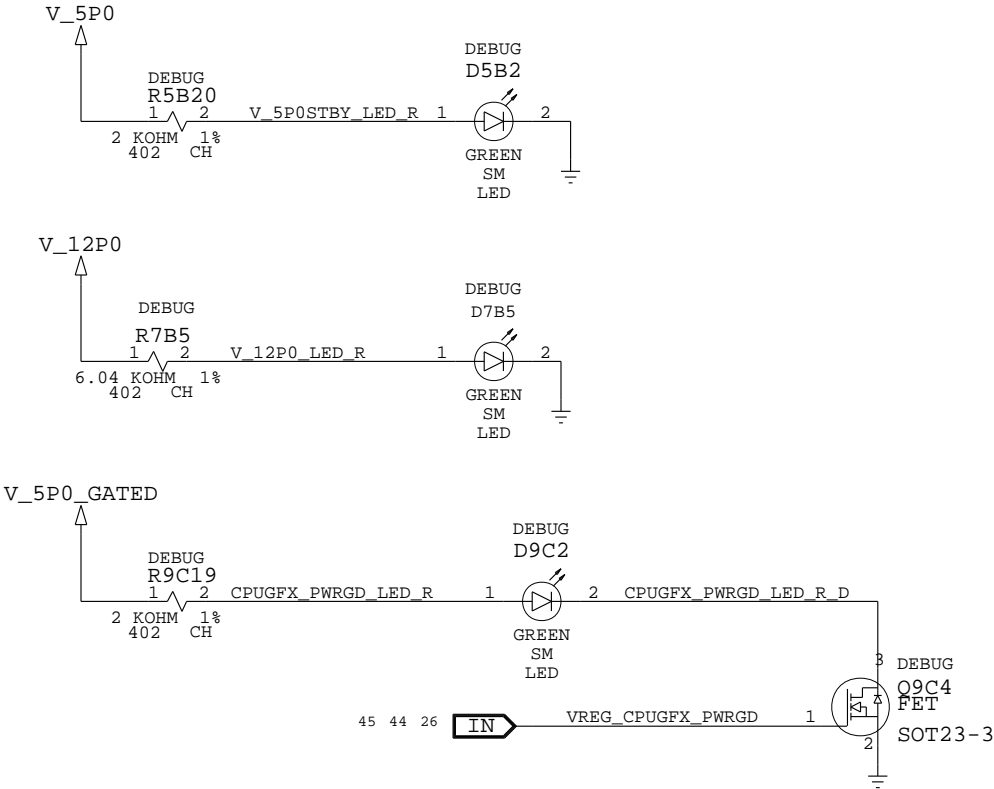 V_5P0
DEBUG
R5B20
1 2
2 KOHM 1%
402 CH
V_5P0STBY_LED_R
DEBUG
D5B2
1 2
GREEN
SM
LED
V_12P0
DEBUG
R7B5
1 2
6.04 KOHM 1%
402 CH
V_12P0_LED_R
DEBUG
D7B5
1 2
GREEN
SM
LED
V_5P0_GATED
DEBUG
R9C19
1 2
2 KOHM 1%
402 CH
CPUGFX_PWRGD_LED_R
DEBUG
D9C2
1 2
GREEN
SM
LED
CPUGFX_PWRGD_LED_R_D
3
DEBUG
Q9C4
FET
SOT23-3
45 44 26
IN
VREG_CPUGFX_PWRGD
1
2